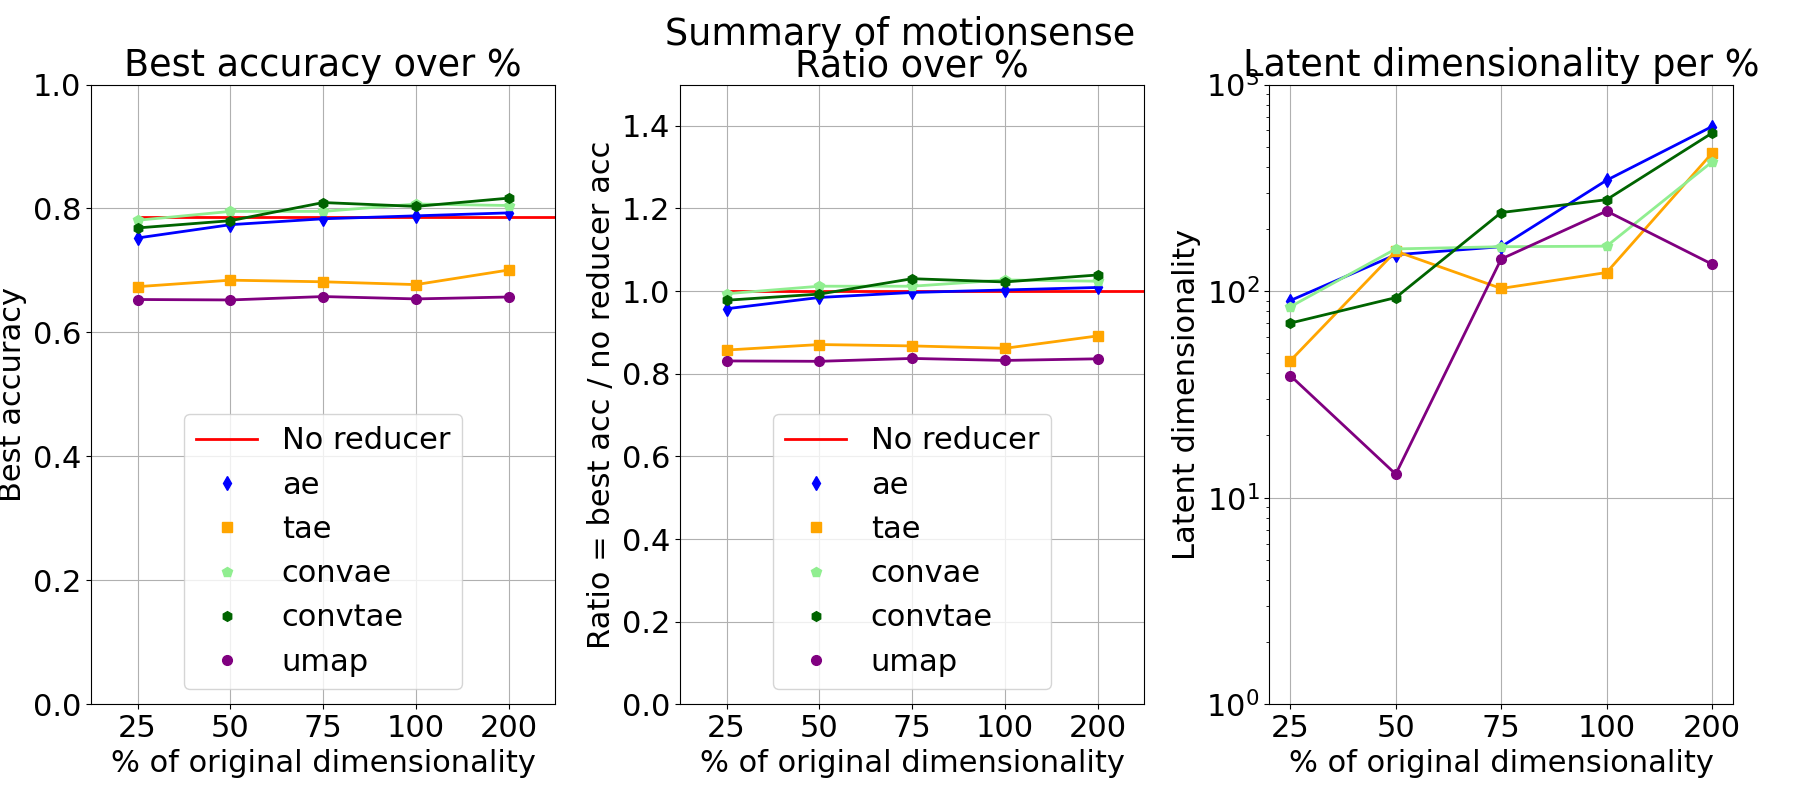 Summary of motionsense
Best accuracy over %
1.0
0.8
0.6
0.4
0.2
0.0
Best accuracy
No reducer
ae
tae
convae
convtae
umap
25 50 75 100 200
% of original dimensionality
Ratio over %
1.4
1.2
1.0
0.8
0.6
0.4
0.2
0.0
Ratio = best acc / no reducer acc
No reducer
ae
tae
convae
convtae
umap
25 50 75 100 200
% of original dimensionality
Latent dimensionality per %
10³
10²
10¹
10⁰
Latent dimensionality
25 50 75 100 200
% of original dimensionality